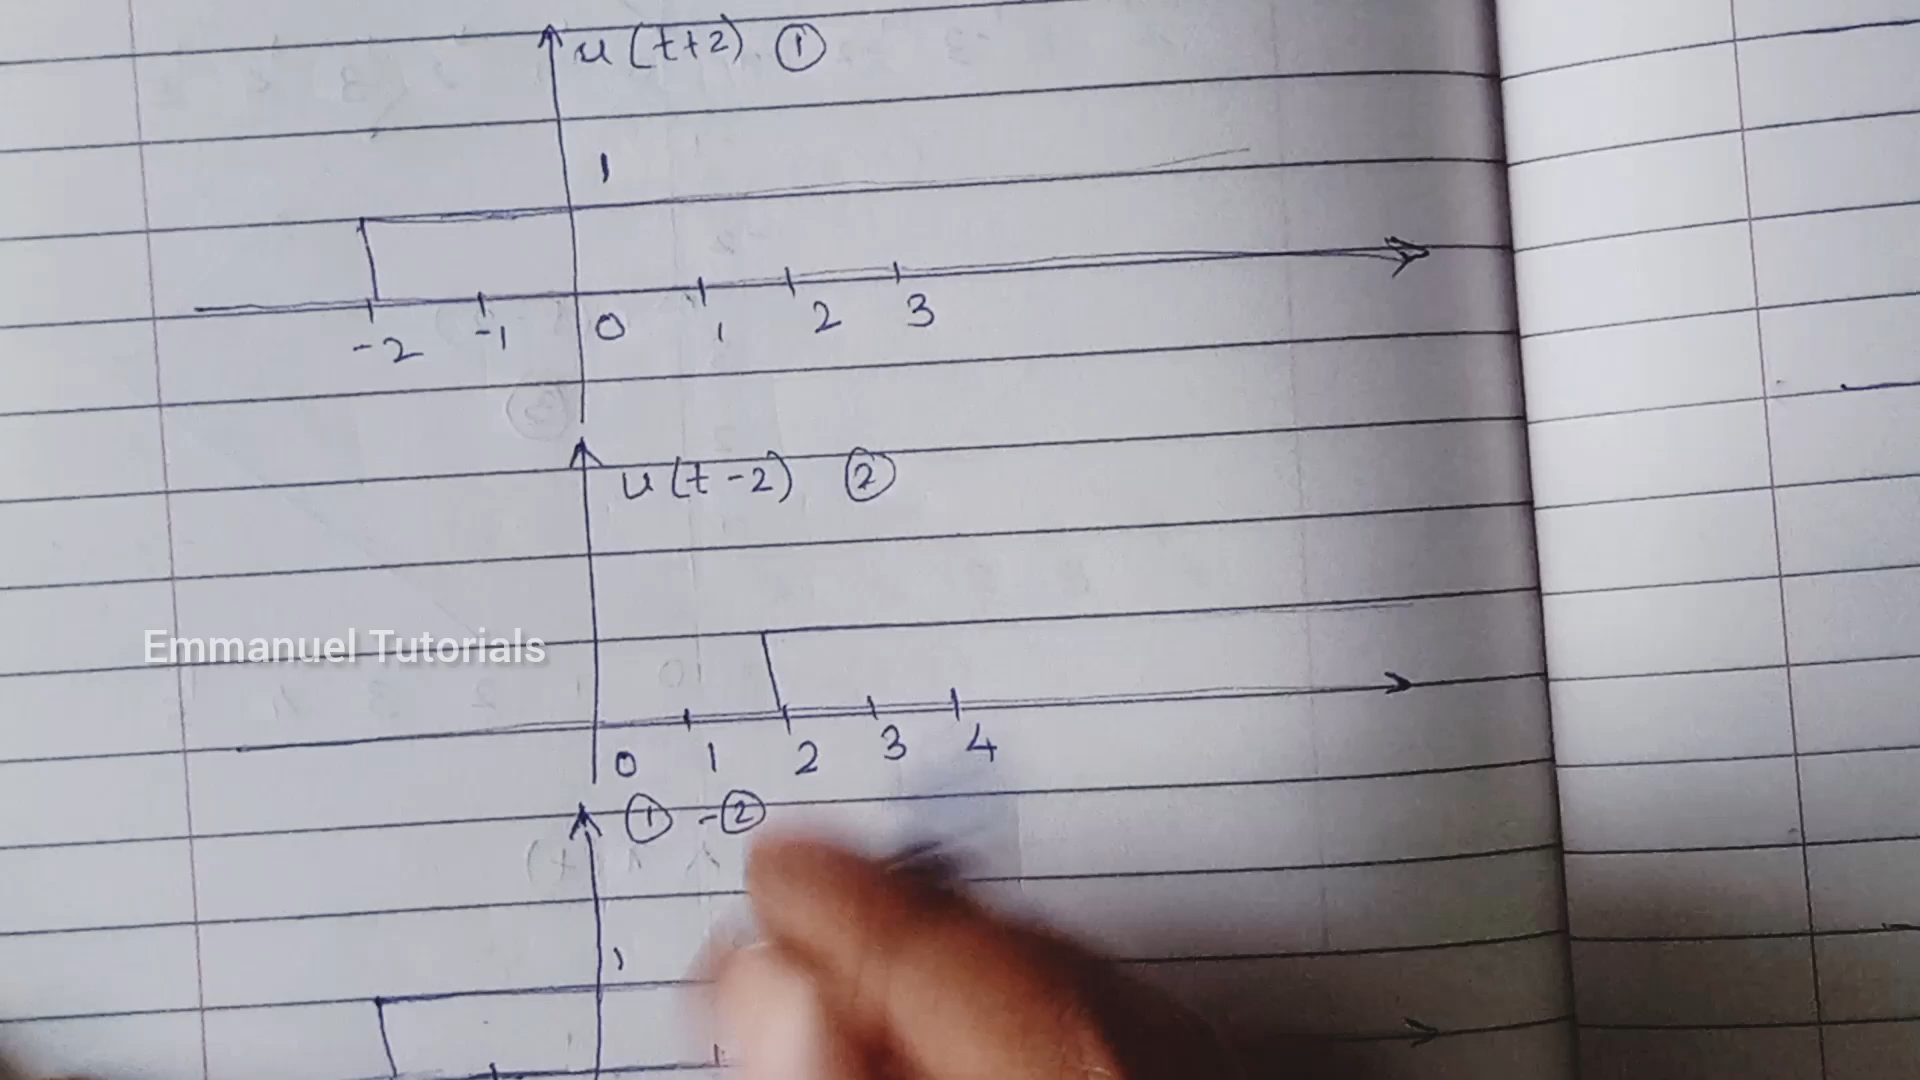 u(t+2) ①
1
-2 -1 0 1 2 3
u(t-2) ②
Emmanuel Tutorials
0 1 2 3 4
① - ②
1